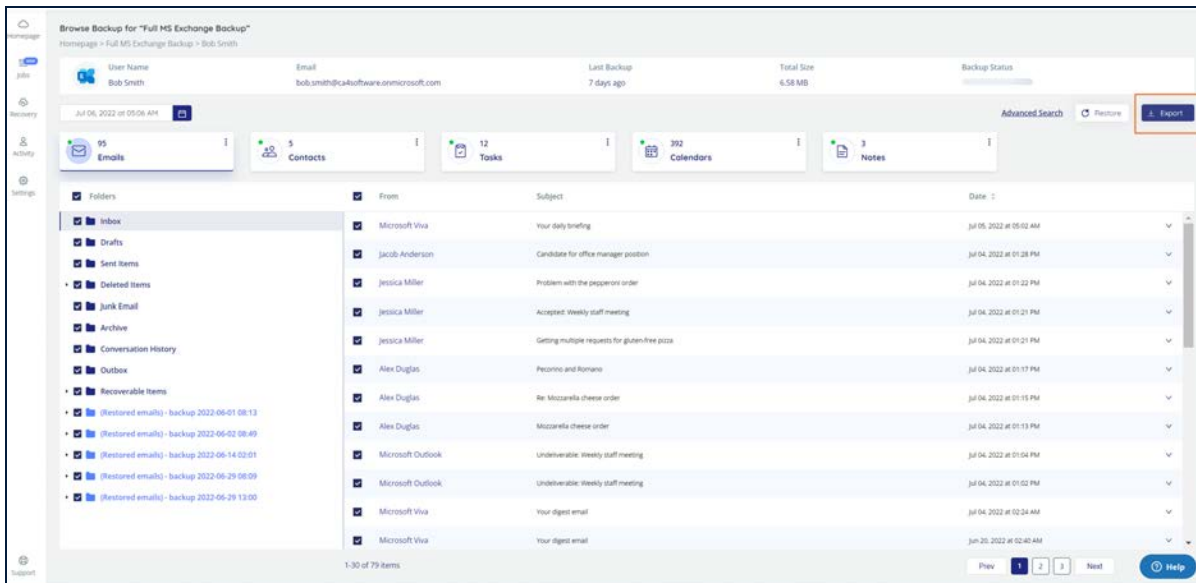 Homepage
Browse Backup for "Full MS Exchange Backup"
Homepage > Full MS Exchange Backup > Bob Smith
Jobs
Recovery
Activity
Settings
Support
User Name
Bob Smith
Email
bob.smith@ca4software.onmicrosoft.com
Last Backup
7 days ago
Total Size
6.58 MB
Backup Status
Jul 06, 2022 at 05:06 AM
Advanced Search
Restore
Export
95
Emails
5
Contacts
12
Tasks
392
Calendars
3
Notes
Folders
Inbox
Drafts
Sent Items
Deleted Items
Junk Email
Archive
Conversation History
Outbox
Recoverable Items
(Restored emails) - backup 2022-06-01 08:13
(Restored emails) - backup 2022-06-02 08:49
(Restored emails) - backup 2022-06-14 02:01
(Restored emails) - backup 2022-06-29 08:09
(Restored emails) - backup 2022-06-29 13:00
From Subject Date
Microsoft Viva Your daily briefing Jul 05, 2022 at 05:02 AM
Jacob Anderson Candidate for office manager position Jul 04, 2022 at 01:28 PM
Jessica Miller Problem with the pepperoni order Jul 04, 2022 at 01:22 PM
Jessica Miller Accepted: Weekly staff meeting Jul 04, 2022 at 01:21 PM
Jessica Miller Getting multiple requests for gluten-free pizza Jul 04, 2022 at 01:21 PM
Alex Duglas Pecorino and Romano Jul 04, 2022 at 01:17 PM
Alex Duglas Re: Mozzarella cheese order Jul 04, 2022 at 01:15 PM
Alex Duglas Mozzarella cheese order Jul 04, 2022 at 01:13 PM
Microsoft Outlook Undeliverable: Weekly staff meeting Jul 04, 2022 at 01:04 PM
Microsoft Outlook Undeliverable: Weekly staff meeting Jul 04, 2022 at 01:02 PM
Microsoft Viva Your digest email Jul 04, 2022 at 02:24 AM
Microsoft Viva Your digest email Jun 20, 2022 at 02:40 AM
1-30 of 79 items
Prev 1 2 3 Next
Help